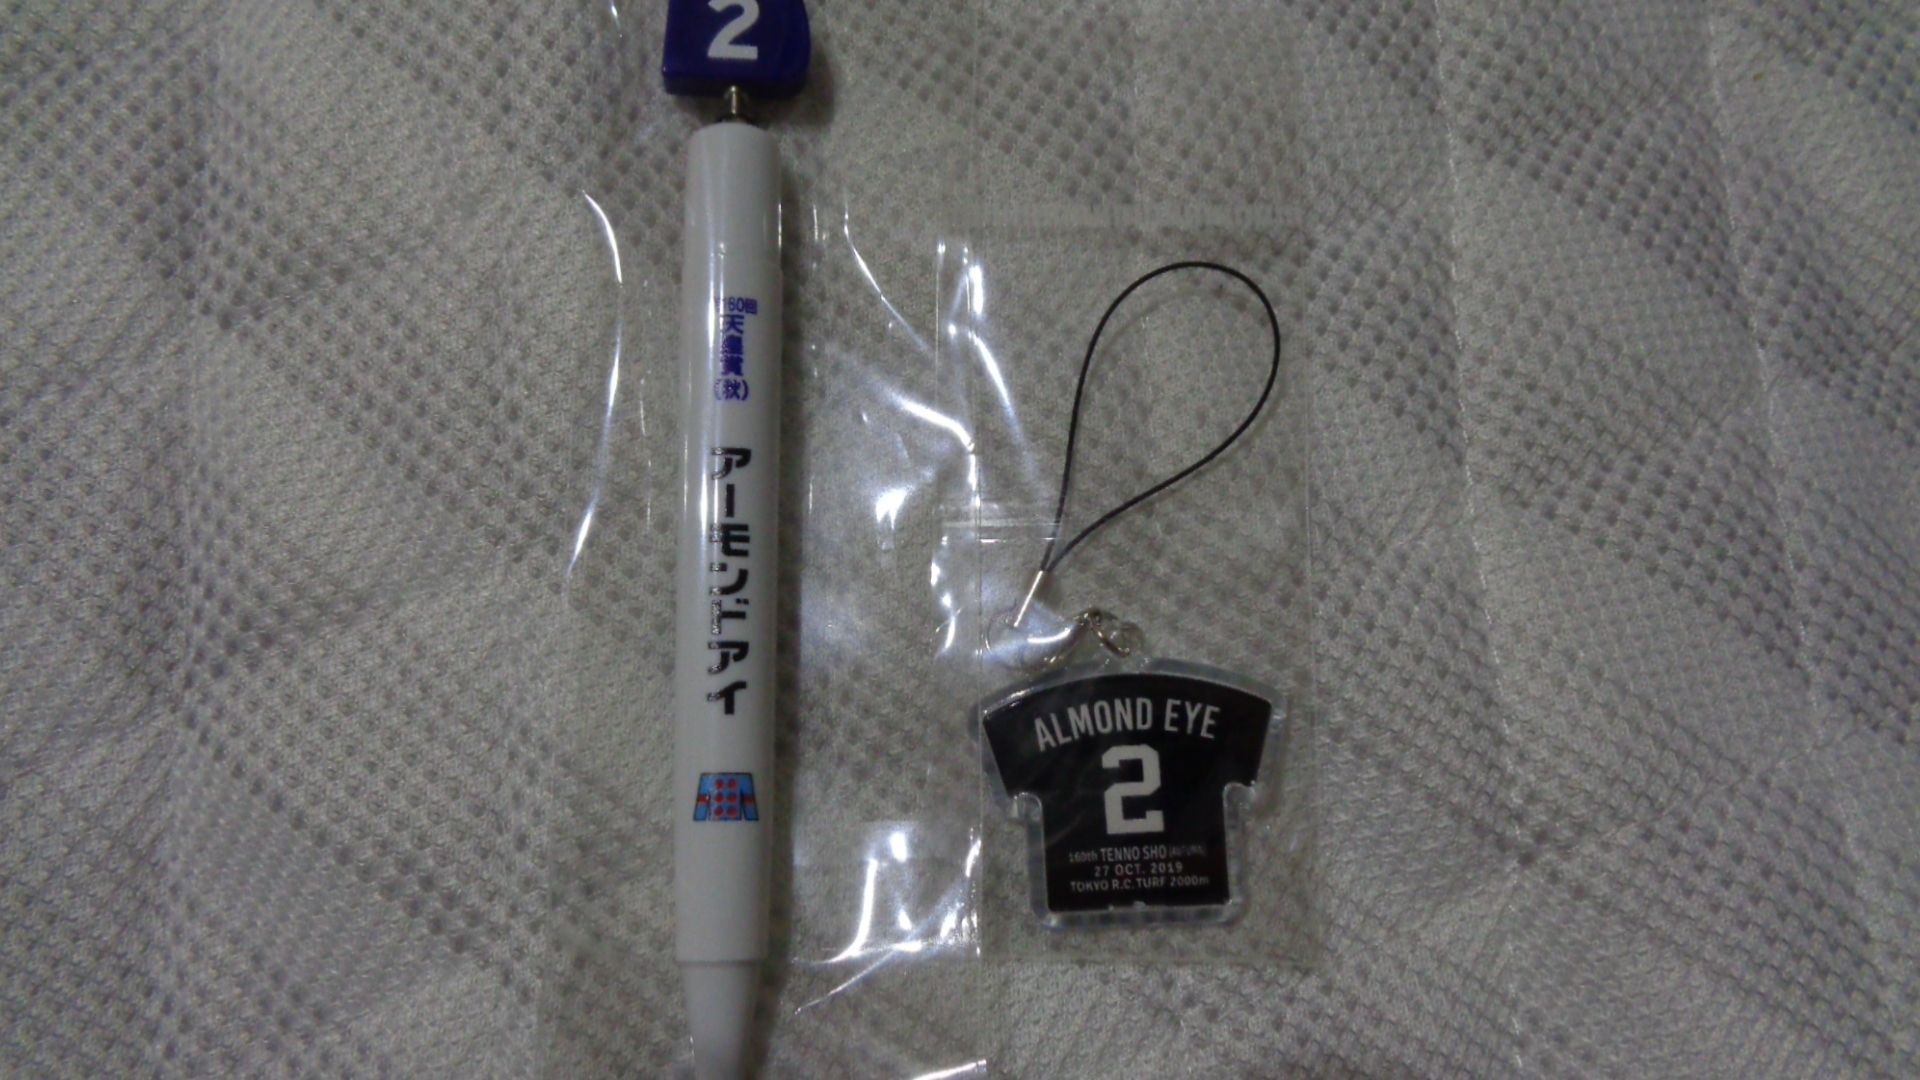 2
第160回
天皇賞
(秋)
アーモンドアイ
ALMOND EYE
2
160th TENNO SHO (AUTUMN)
27 OCT. 2019
TOKYO R.C. TURF 2000m